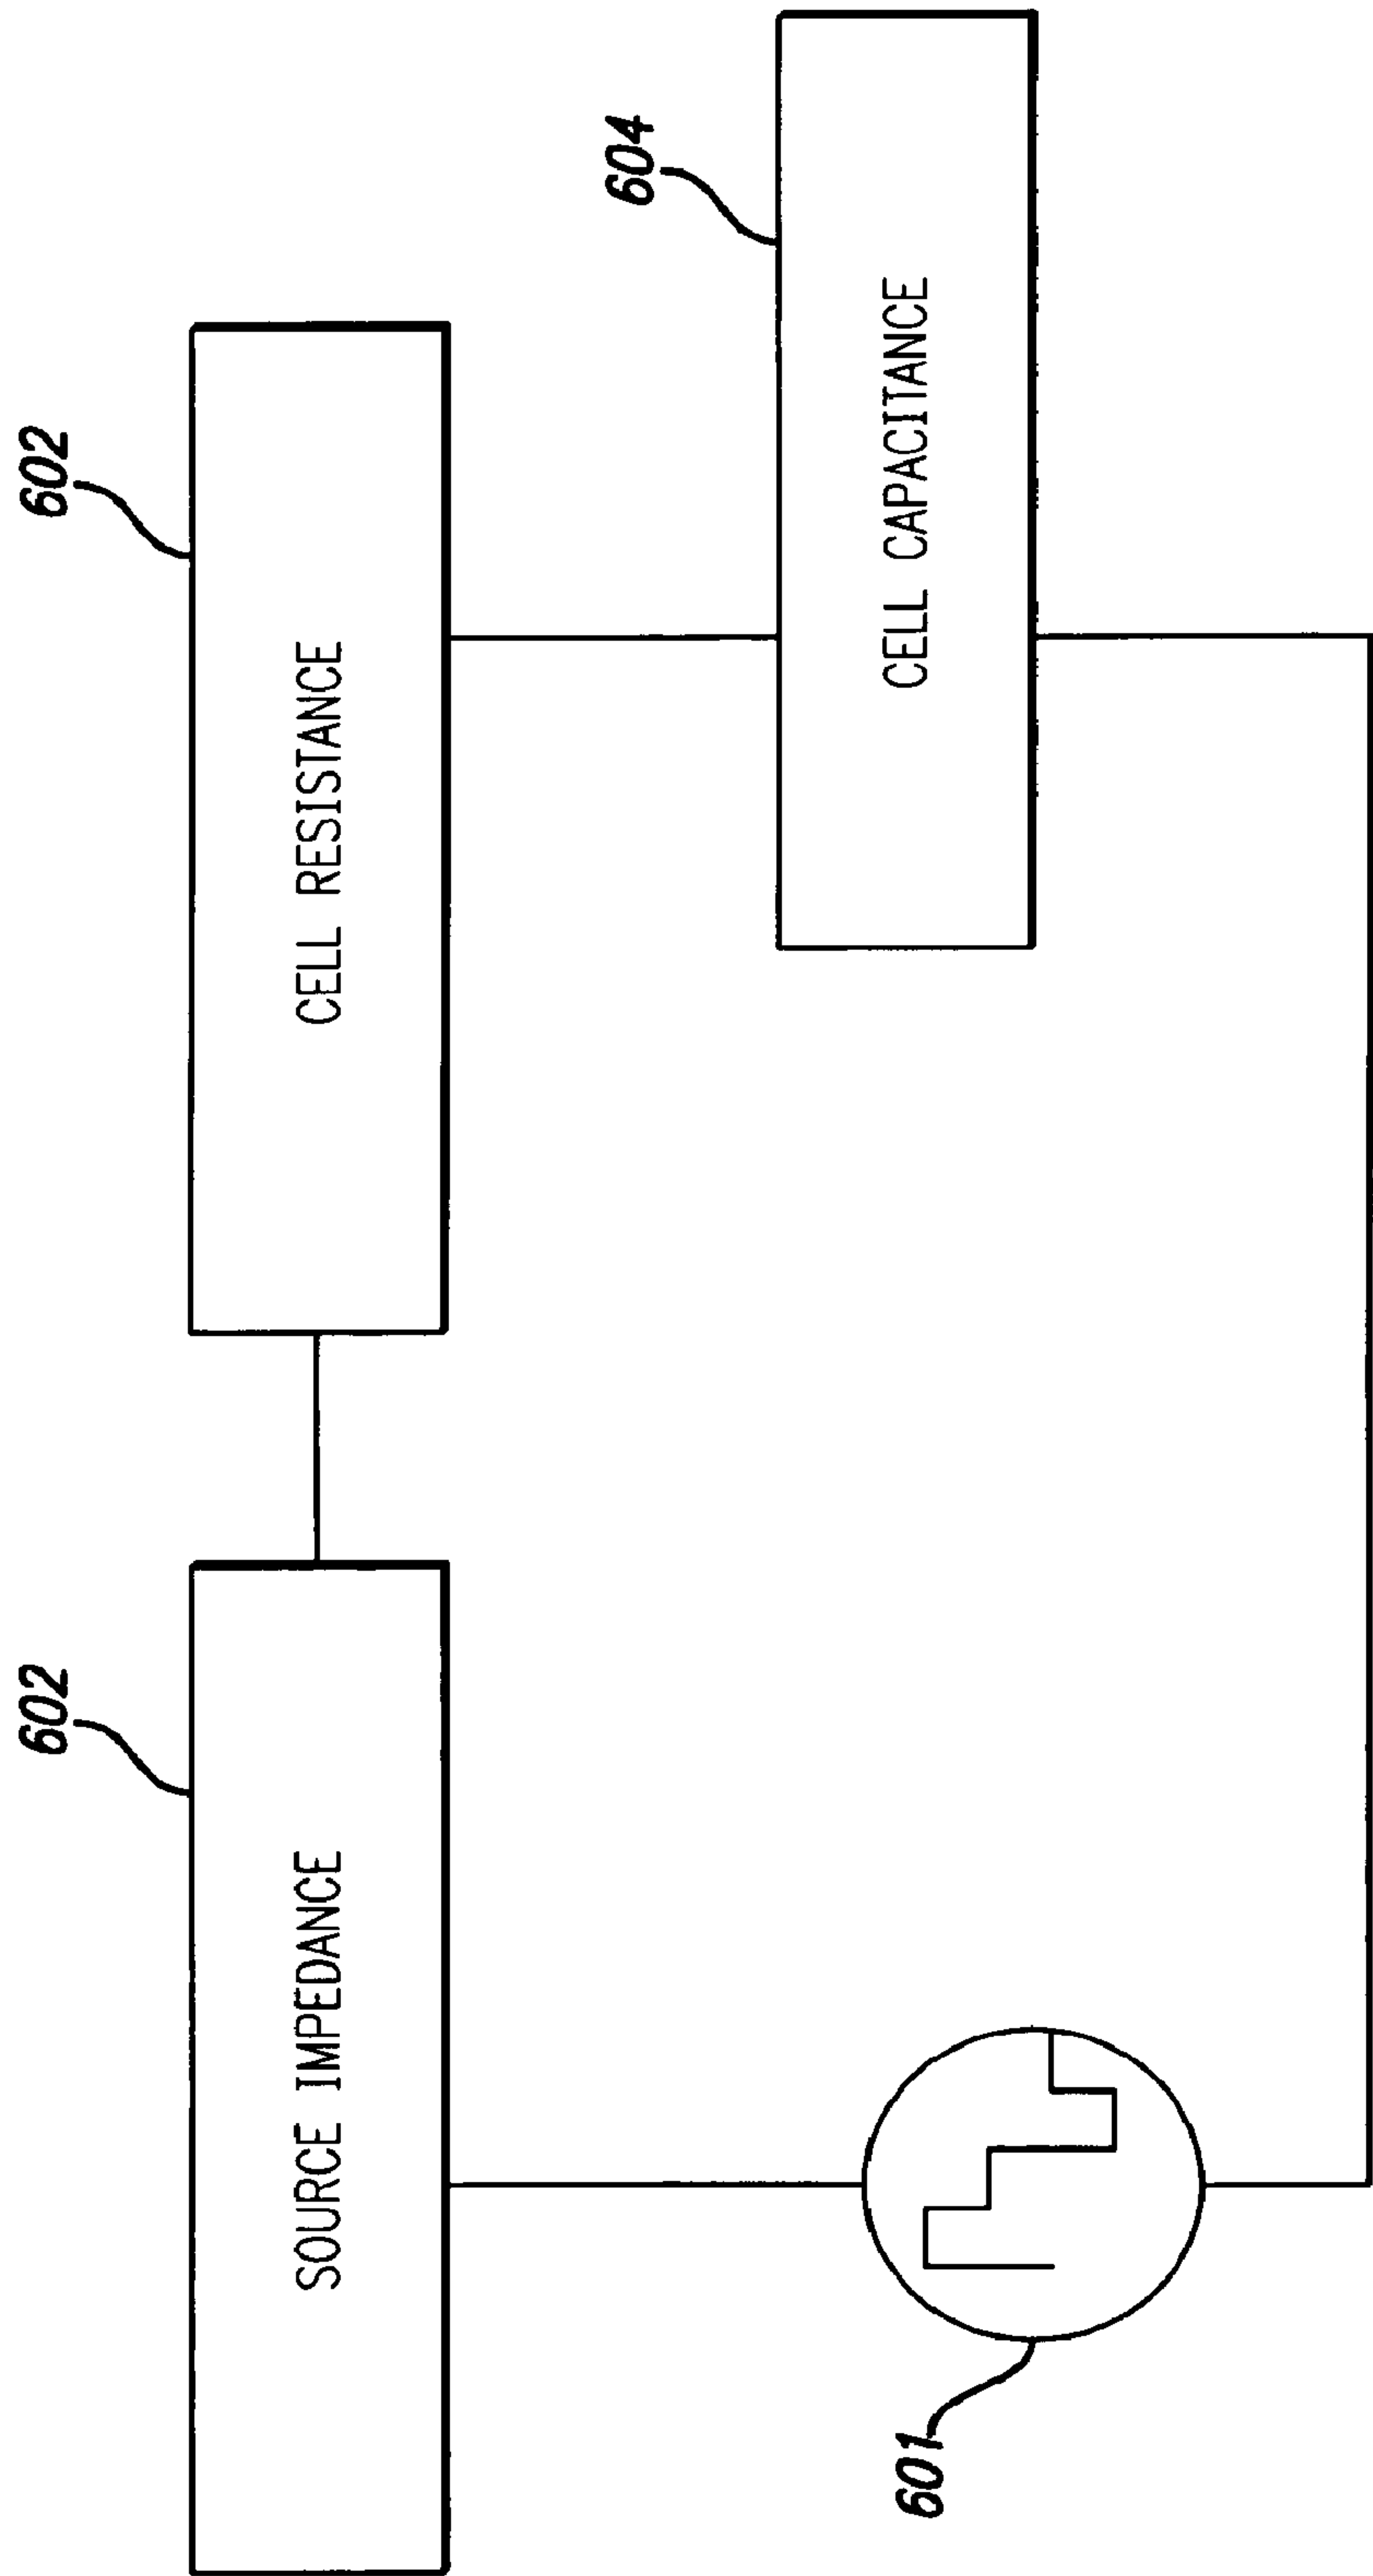 602
SOURCE IMPEDANCE
602
CELL RESISTANCE
604
CELL CAPACITANCE
601